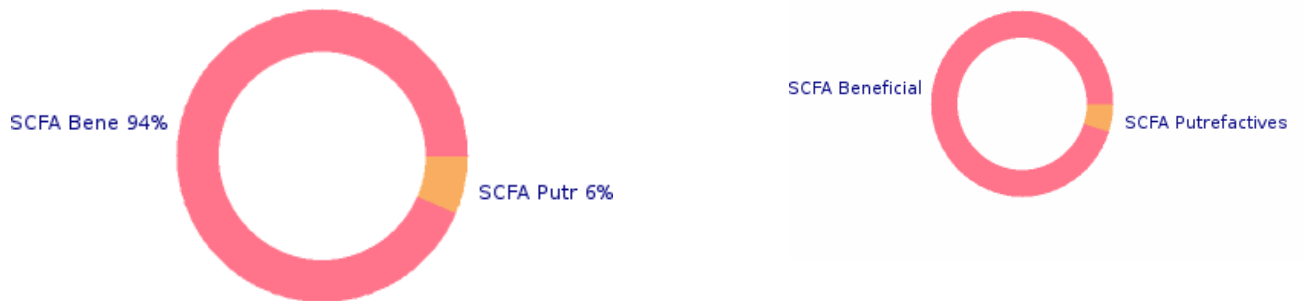 SCFA Bene 94%
SCFA Putr 6%
SCFA Beneficial
SCFA Putrefactives